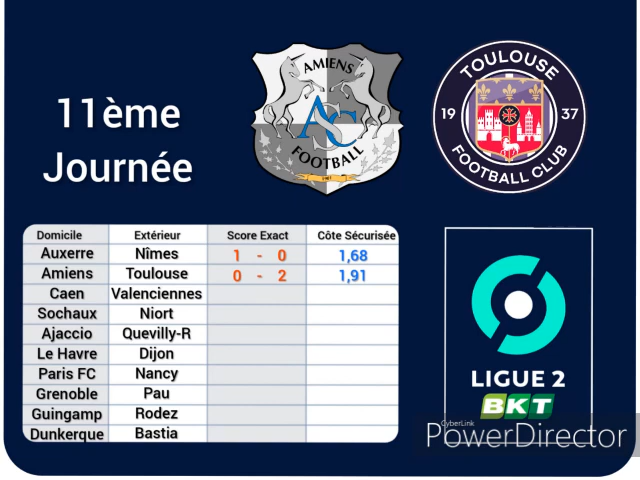 11ème
Journée
AMIENS
ASC
FOOTBALL
1901
TOULOUSE
19 37
FOOTBALL CLUB
Domicile Extérieur Score Exact Côte Sécurisée
Auxerre Nîmes 1 - 0 1,68
Amiens Toulouse 0 - 2 1,91
Caen Valenciennes
Sochaux Niort
Ajaccio Quevilly-R
Le Havre Dijon
Paris FC Nancy
Grenoble Pau
Guingamp Rodez
Dunkerque Bastia
LIGUE 2
BKT
CyberLink
PowerDirector